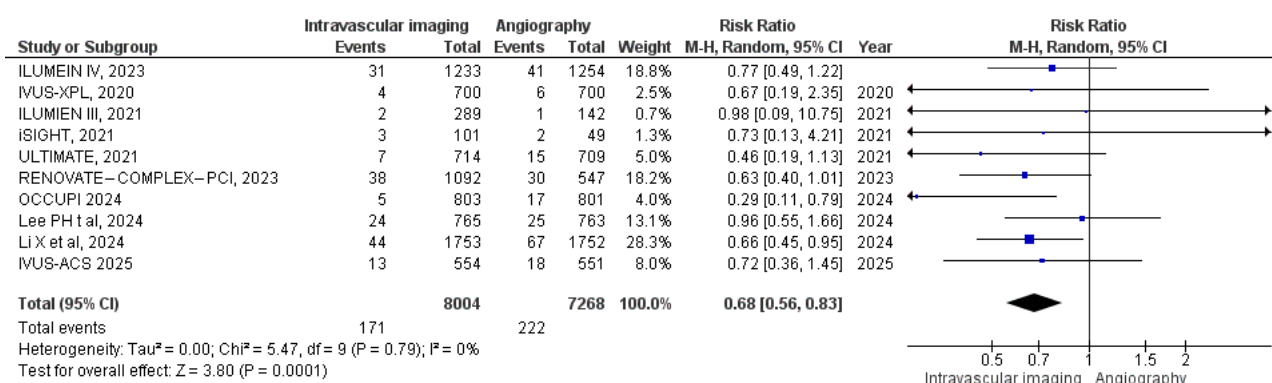 Intravascular imaging Angiography Risk Ratio Risk Ratio
Study or Subgroup Events Total Events Total Weight M-H, Random, 95% CI Year M-H, Random, 95% CI
ILUMEIN IV, 2023 31 1233 41 1254 18.8% 0.77 [0.49, 1.22]
IVUS-XPL, 2020 4 700 6 700 2.5% 0.67 [0.19, 2.35] 2020
ILUMIEN III, 2021 2 289 1 142 0.7% 0.98 [0.09, 10.75] 2021
iSIGHT, 2021 3 101 2 49 1.3% 0.73 [0.13, 4.21] 2021
ULTIMATE, 2021 7 714 15 709 5.0% 0.46 [0.19, 1.13] 2021
RENOVATE−COMPLEX−PCI, 2023 38 1092 30 547 18.2% 0.63 [0.40, 1.01] 2023
OCCUPI 2024 5 803 17 801 4.0% 0.29 [0.11, 0.79] 2024
Lee PH t al, 2024 24 765 25 763 13.1% 0.96 [0.55, 1.66] 2024
Li X et al, 2024 44 1753 67 1752 28.3% 0.66 [0.45, 0.95] 2024
IVUS-ACS 2025 13 554 18 551 8.0% 0.72 [0.36, 1.45] 2025
Total (95% CI) 8004 7268 100.0% 0.68 [0.56, 0.83]
Total events 171 222
Heterogeneity: Tau² = 0.00; Chi² = 5.47, df = 9 (P = 0.79); I² = 0%
Test for overall effect: Z = 3.80 (P = 0.0001)
0.5 0.7 1 1.5 2
Intravascular imaging Angiography